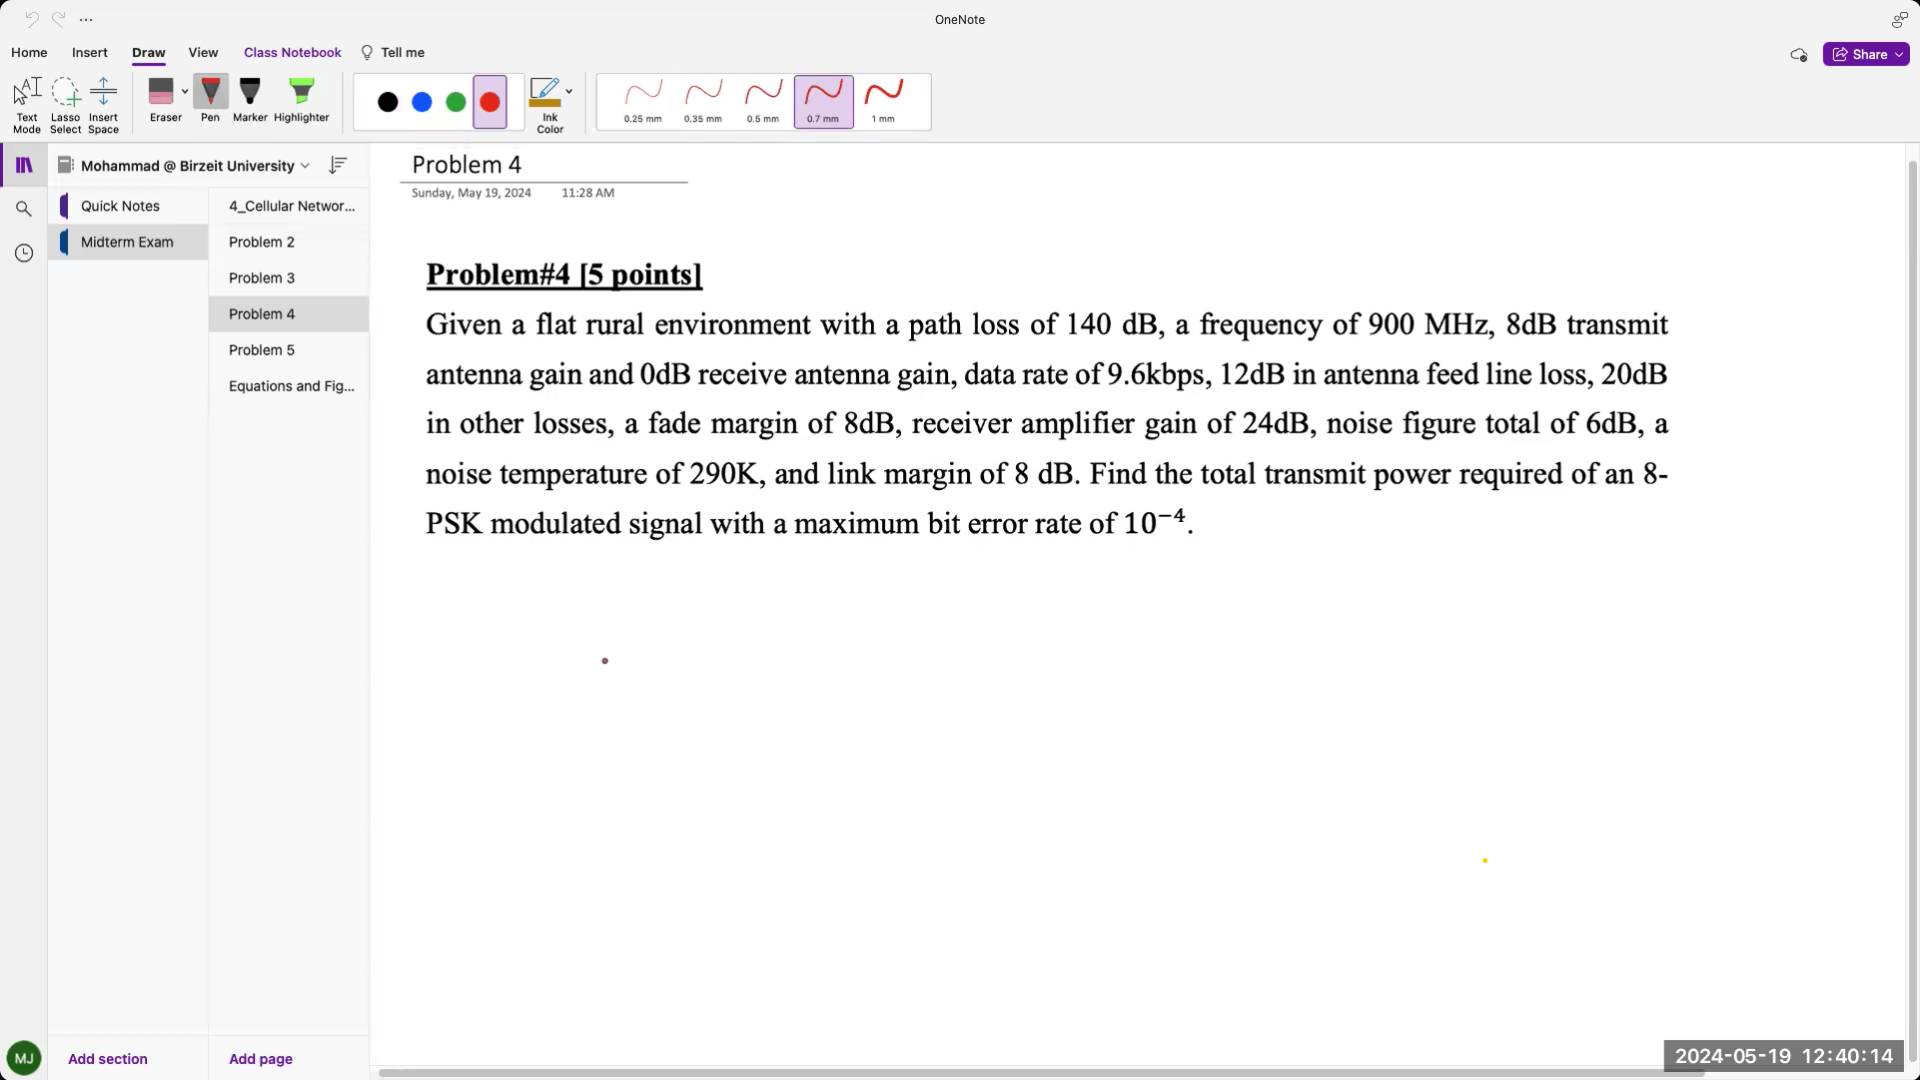 OneNote
Home Insert Draw View Class Notebook Tell me
Share
Text Mode
Lasso Select
Insert Space
Eraser
Pen
Marker
Highlighter
Ink Color
0.25 mm
0.35 mm
0.5 mm
0.7 mm
1 mm
Mohammad @ Birzeit University
Quick Notes
Midterm Exam
4_Cellular Networ...
Problem 2
Problem 3
Problem 4
Problem 5
Equations and Fig...
Problem 4
Sunday, May 19, 2024 11:28 AM
Problem#4 [5 points]
Given a flat rural environment with a path loss of 140 dB, a frequency of 900 MHz, 8dB transmit
antenna gain and 0dB receive antenna gain, data rate of 9.6kbps, 12dB in antenna feed line loss, 20dB
in other losses, a fade margin of 8dB, receiver amplifier gain of 24dB, noise figure total of 6dB, a
noise temperature of 290K, and link margin of 8 dB. Find the total transmit power required of an 8-
PSK modulated signal with a maximum bit error rate of 10⁻⁴.
MJ
Add section
Add page
2024-05-19 12:40:14